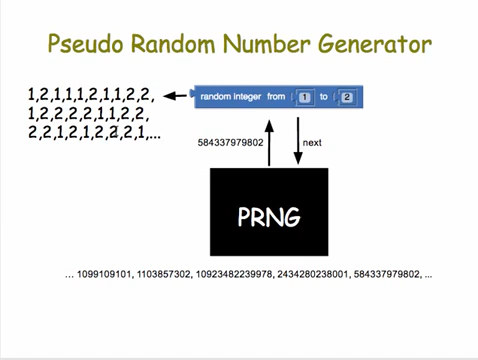 Pseudo Random Number Generator
1,2,1,1,1,2,1,1,2,2,
random integer from 1 to 2
1,2,2,2,2,1,1,2,2,
2,2,1,2,1,2,2,2,1,...
584337979802
next
PRNG
... 1099109101, 1103857302, 10923482239978, 2434280238001, 584337979802, ...